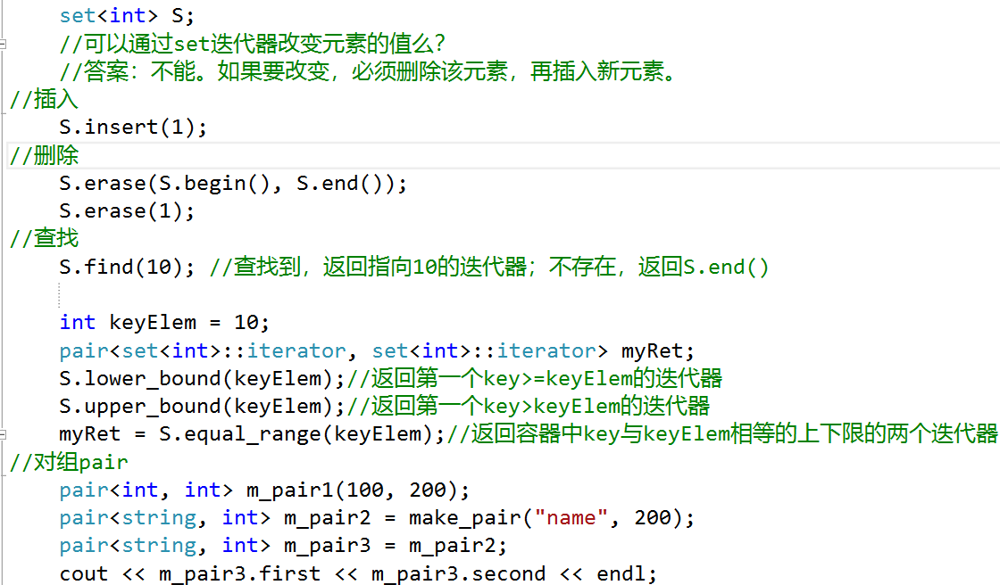 set<int> S;
//可以通过set迭代器改变元素的值么?
//答案：不能。如果要改变，必须删除该元素，再插入新元素。
//插入
S.insert(1);
//删除
S.erase(S.begin(), S.end());
S.erase(1);
//查找
S.find(10); //查找到，返回指向10的迭代器；不存在，返回S.end()
int keyElem = 10;
pair<set<int>::iterator, set<int>::iterator> myRet;
S.lower_bound(keyElem);//返回第一个key>=keyElem的迭代器
S.upper_bound(keyElem);//返回第一个key>keyElem的迭代器
myRet = S.equal_range(keyElem);//返回容器中key与keyElem相等的上下限的两个迭代器
//对组pair
pair<int, int> m_pair1(100, 200);
pair<string, int> m_pair2 = make_pair("name", 200);
pair<string, int> m_pair3 = m_pair2;
cout << m_pair3.first << m_pair3.second << endl;